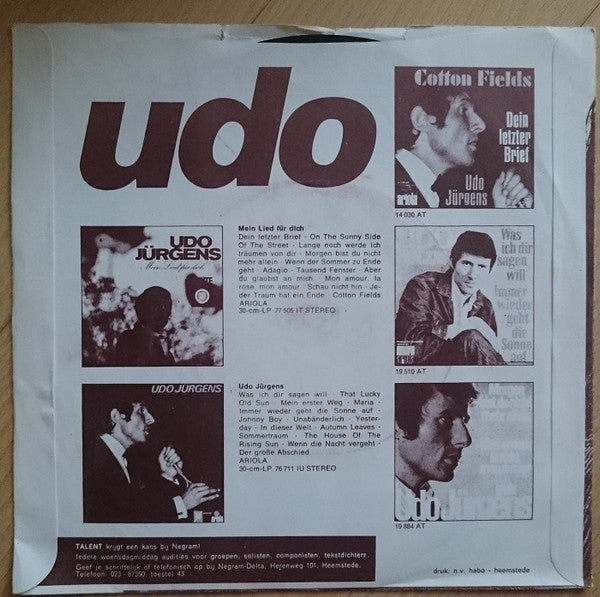 udo
Cotton Fields
Dein
letzter
Brief
Udo
Jürgens
ariola
14 030 AT
UDO
JÜRGENS
Mein Lied für dich
Mein Lied für dich
Dein letzter Brief · On The Sunny Side
Of The Street · Lange noch werde ich
träumen von dir · Morgen bist du nicht
mehr allein · Wenn der Sommer zu Ende
geht · Adagio · Tausend Fenster · Aber
du glaubst an mich · Mon amour, la
rose, mon amour · Schau nicht hin · Je-
der Traum hat ein Ende · Cotton Fields
ARIOLA
30-cm-LP 77 505 IT STEREO
Was
ich dir
sagen
will
Immer
wieder
geht
die
Sonne
auf
19 510 AT
UDO JÜRGENS
Udo Jürgens
Was ich dir sagen will · That Lucky
Old Sun · Mein erster Weg · Maria ·
Immer wieder geht die Sonne auf ·
Johnny Boy · Unabänderlich · Yester-
day · In dieser Welt · Autumn Leaves ·
Sommertraum · The House Of The
Rising Sun · Wenn die Nacht vergeht ·
Der große Abschied
ARIOLA
30-cm-LP 76 711 IU STEREO
Udo Jürgens
19 884 AT
TALENT krijgt een kans bij Negram!
Iedere woensdagmiddag audities voor groepen, solisten, componisten, tekstdichters.
Geef je schriftelijk of telefonisch op bij Negram-Delta, Herenweg 101, Heemstede.
Telefoon: 023 - 87350, toestel 43
druk: n.v. habo - heemstede